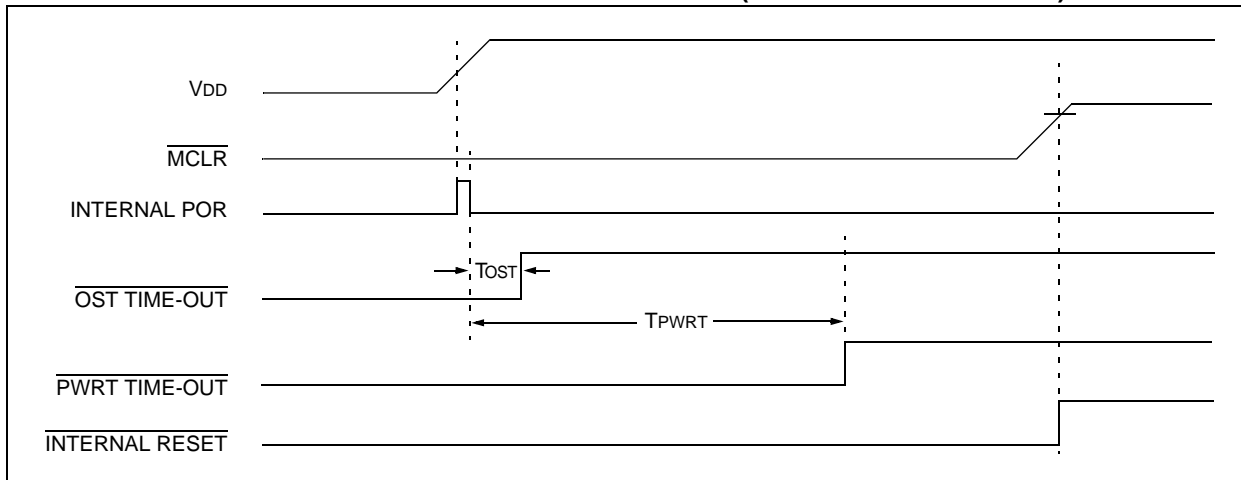 VDD
MCLR
INTERNAL POR
TOST
OST TIME-OUT
TPWRT
PWRT TIME-OUT
INTERNAL RESET